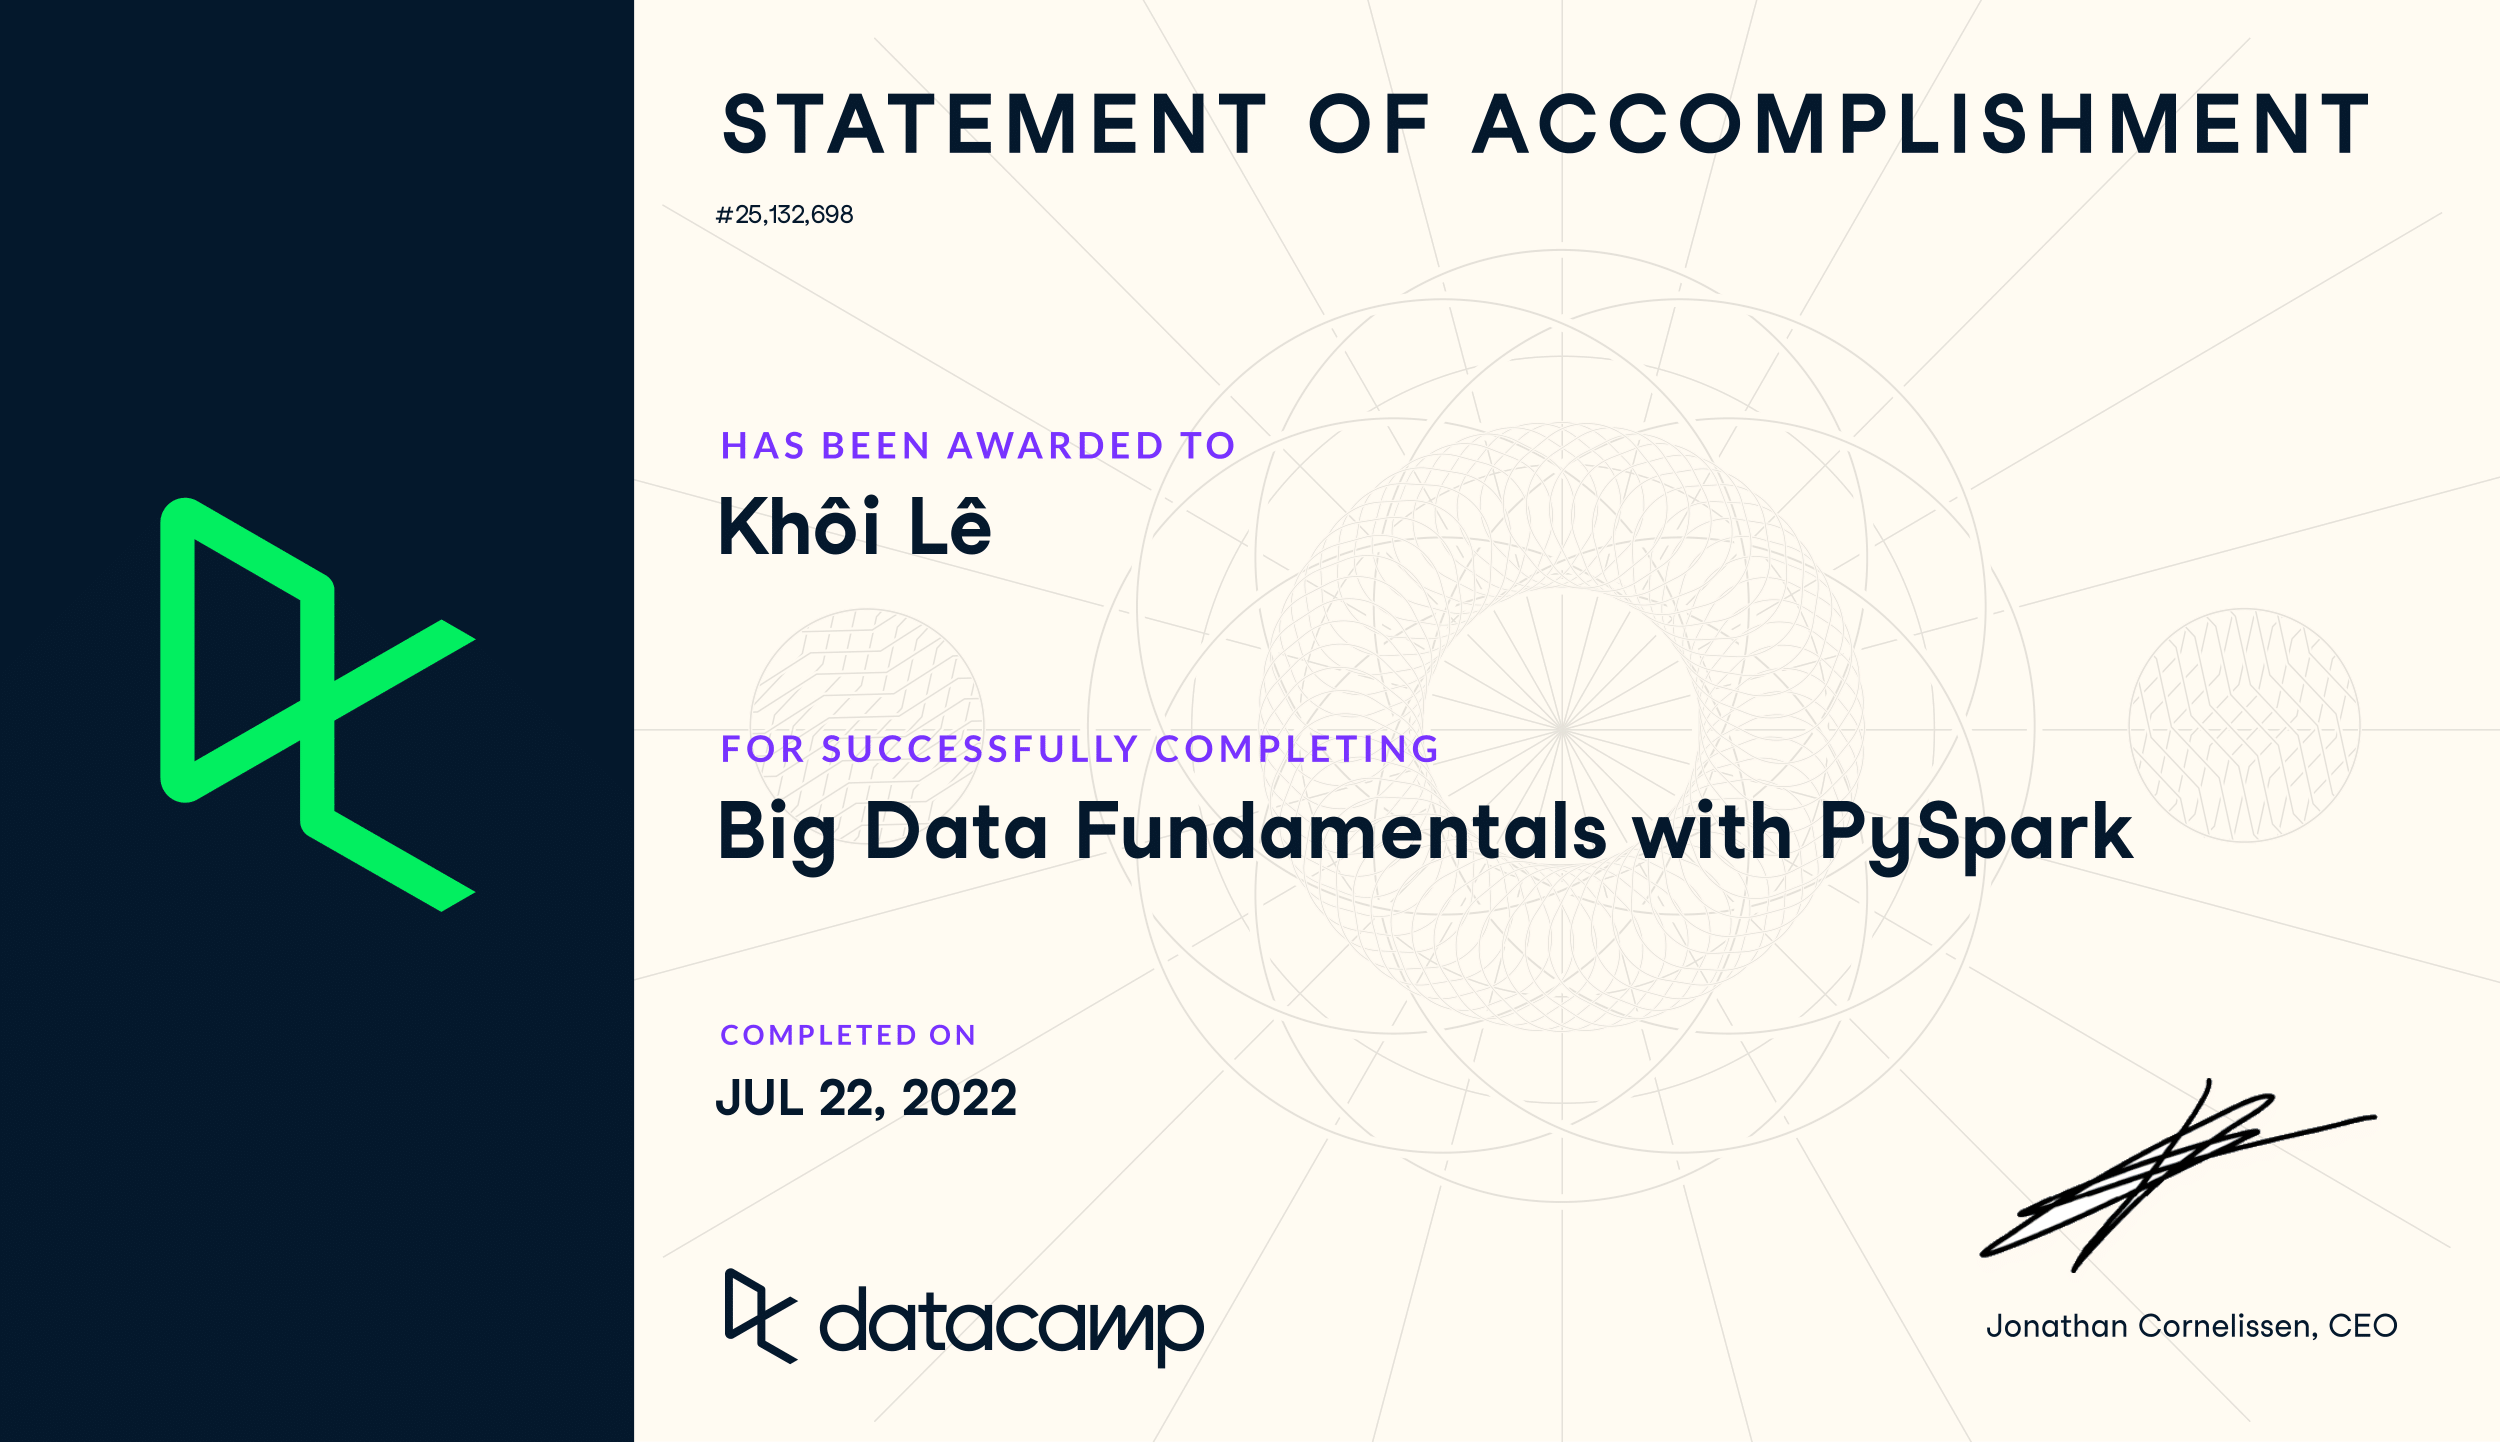 STATEMENT OF ACCOMPLISHMENT
#25,132,698
HAS BEEN AWARDED TO
Khôi Lê
FOR SUCCESSFULLY COMPLETING
Big Data Fundamentals with PySpark
COMPLETED ON
JUL 22, 2022
datacamp
Jonathan Cornelissen, CEO